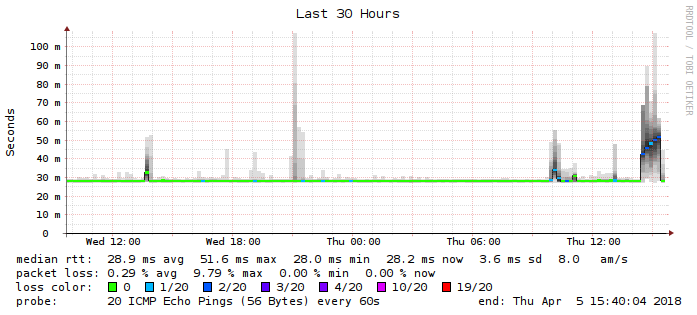 Last 30 Hours
RRDTOOL / TOBI OETIKER
Seconds
100 m
90 m
80 m
70 m
60 m
50 m
40 m
30 m
20 m
10 m
0
Wed 12:00 Wed 18:00 Thu 00:00 Thu 06:00 Thu 12:00
median rtt: 28.9 ms avg 51.6 ms max 28.0 ms min 28.2 ms now 3.6 ms sd 8.0 am/s
packet loss: 0.29 % avg 9.79 % max 0.00 % min 0.00 % now
loss color: 0 1/20 2/20 3/20 4/20 10/20 19/20
probe: 20 ICMP Echo Pings (56 Bytes) every 60s end: Thu Apr 5 15:40:04 2018